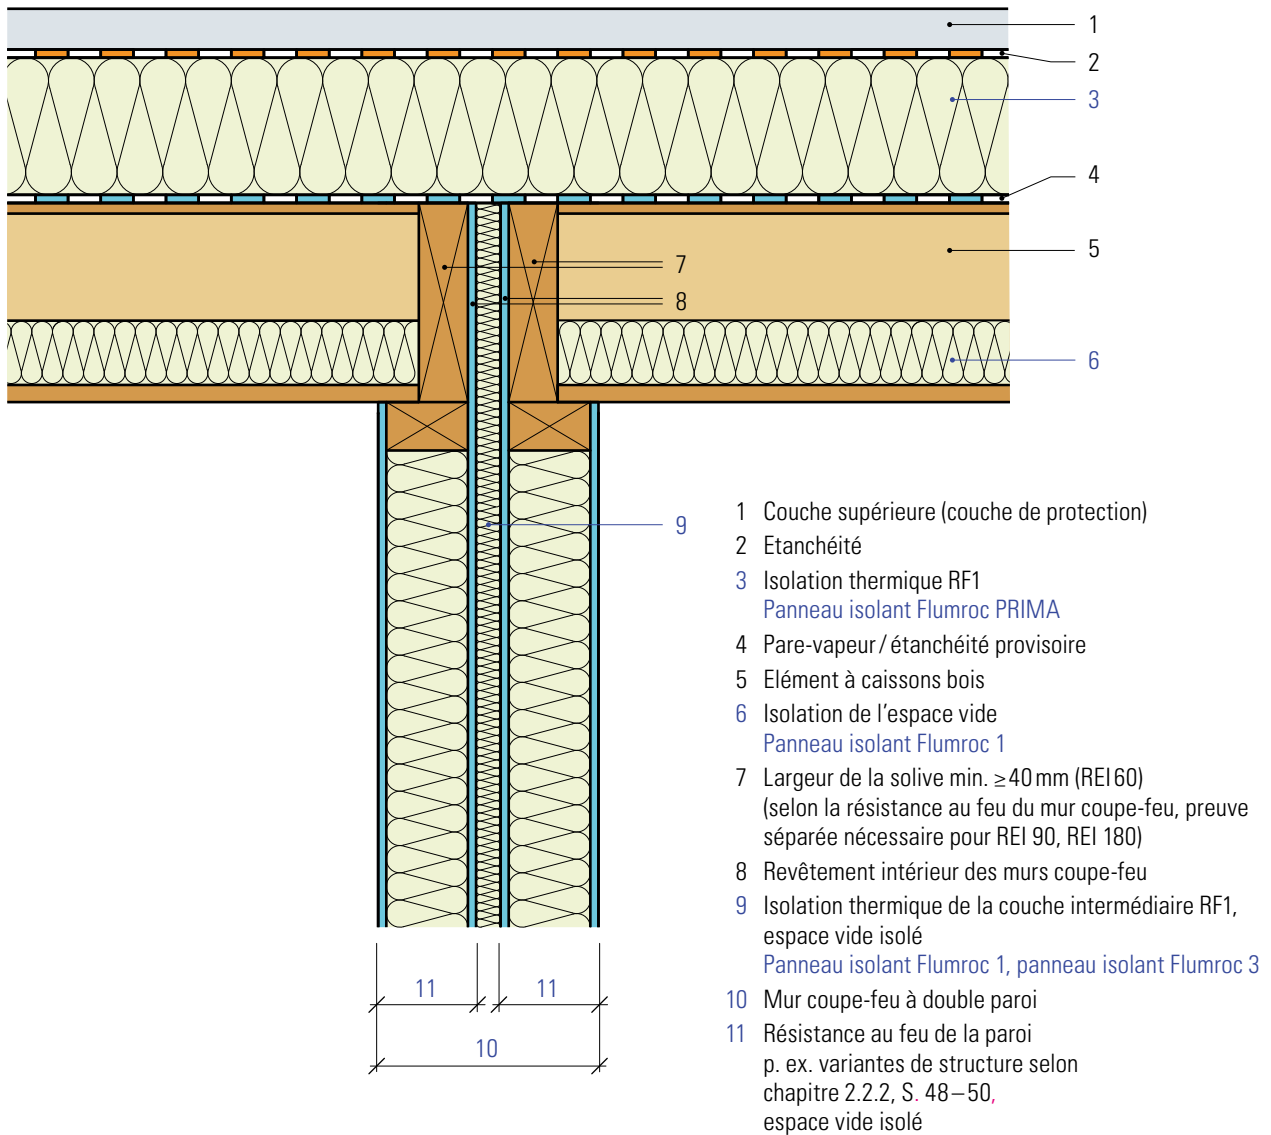 1
2
3
4
5
7
8
6
9
11 11
10
1 Couche supérieure (couche de protection)
2 Etanchéité
3 Isolation thermique RF1
Panneau isolant Flumroc PRIMA
4 Pare-vapeur / étanchéité provisoire
5 Elément à caissons bois
6 Isolation de l'espace vide
Panneau isolant Flumroc 1
7 Largeur de la solive min. ≥ 40 mm (REI 60)
(selon la résistance au feu du mur coupe-feu, preuve
séparée nécessaire pour REI 90, REI 180)
8 Revêtement intérieur des murs coupe-feu
9 Isolation thermique de la couche intermédiaire RF1,
espace vide isolé
Panneau isolant Flumroc 1, panneau isolant Flumroc 3
10 Mur coupe-feu à double paroi
11 Résistance au feu de la paroi
p. ex. variantes de structure selon
chapitre 2.2.2, S. 48 – 50,
espace vide isolé